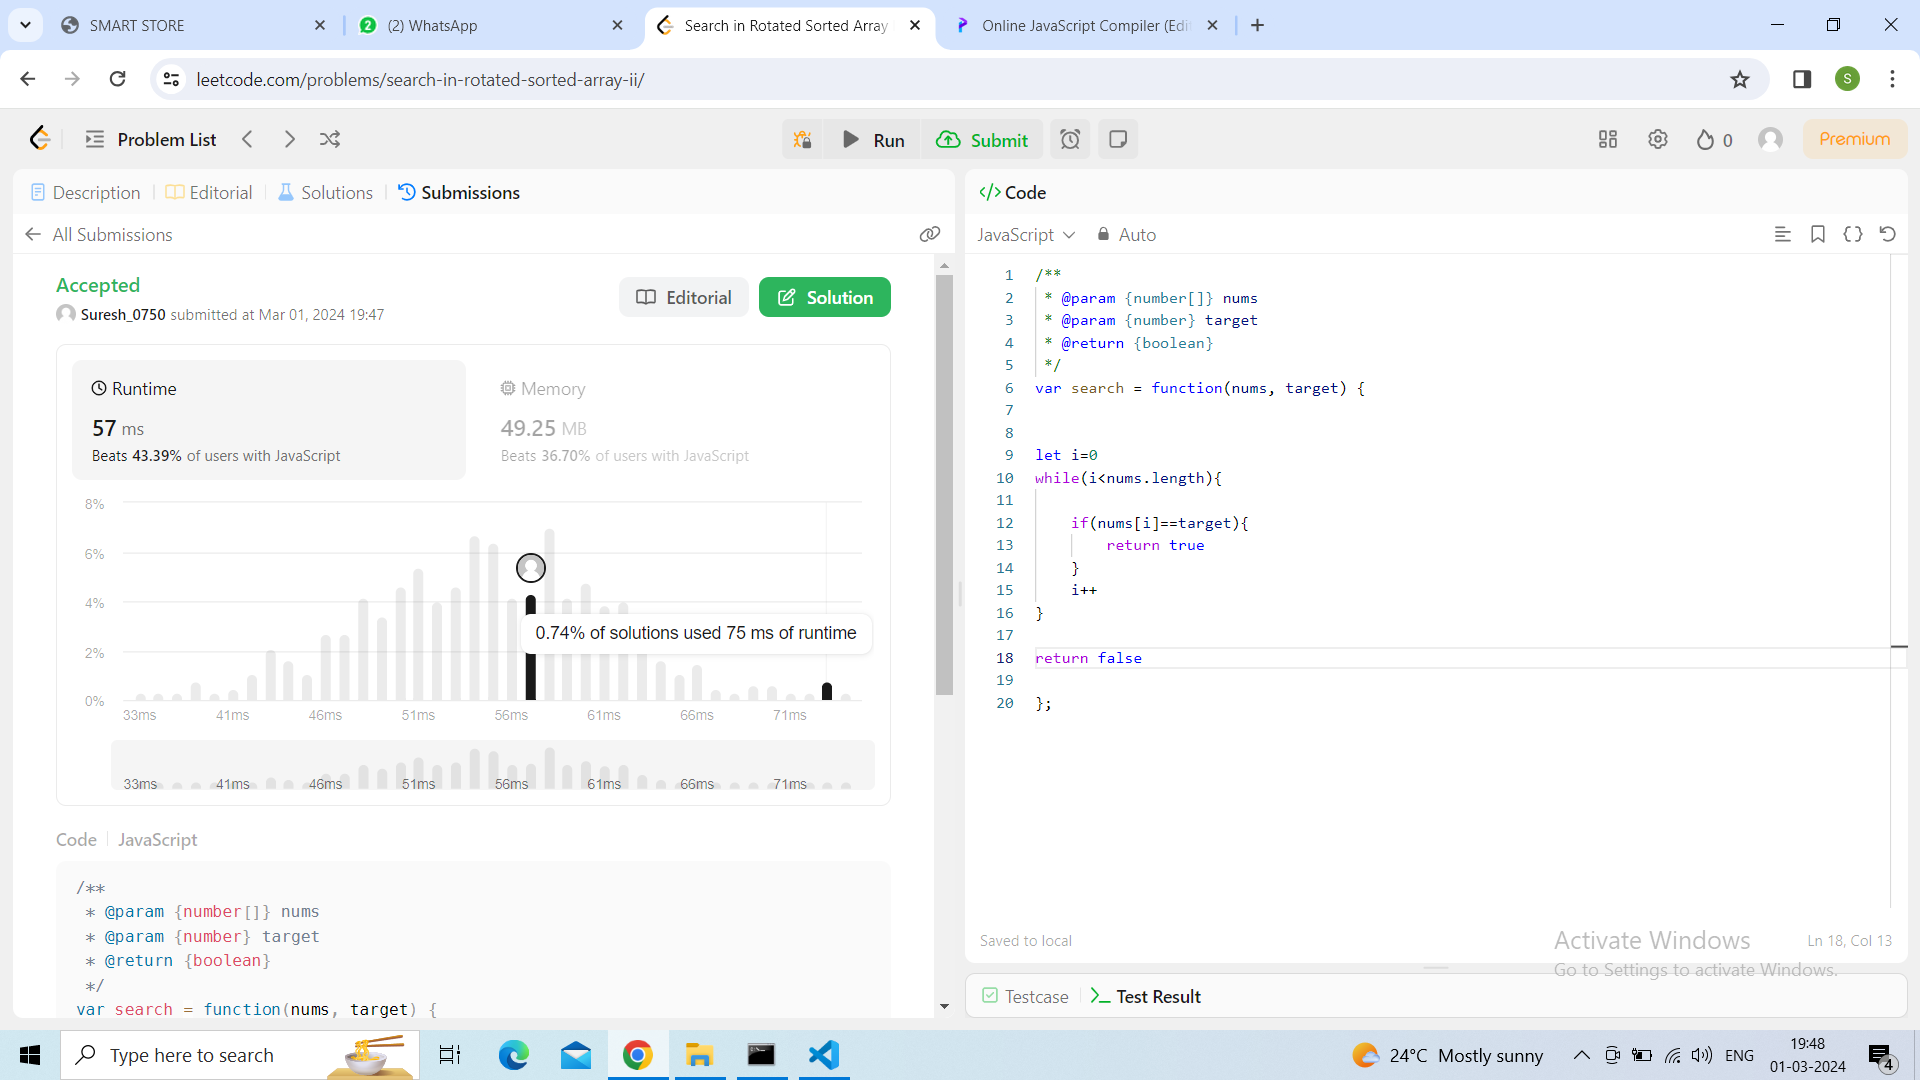 SMART STORE
(2) WhatsApp
Search in Rotated Sorted Array
Online JavaScript Compiler (Edi
leetcode.com/problems/search-in-rotated-sorted-array-ii/
S
Problem List
Run
Submit
0
Premium
Description
Editorial
Solutions
Submissions
All Submissions
Accepted
Suresh_0750 submitted at Mar 01, 2024 19:47
Editorial
Solution
Runtime
57 ms
Beats 43.39% of users with JavaScript
Memory
49.25 MB
Beats 36.70% of users with JavaScript
8%
6%
4%
2%
0%
0.74% of solutions used 75 ms of runtime
33ms 41ms 46ms 51ms 56ms 61ms 66ms 71ms
33ms 41ms 46ms 51ms 56ms 61ms 66ms 71ms
Code JavaScript
/**
* @param {number[]} nums
* @param {number} target
* @return {boolean}
*/
var search = function(nums, target) {
</> Code
JavaScript Auto
1 /**
2 * @param {number[]} nums
3 * @param {number} target
4 * @return {boolean}
5 */
6 var search = function(nums, target) {
7
8
9 let i=0
10 while(i<nums.length){
11
12 if(nums[i]==target){
13 return true
14 }
15 i++
16 }
17
18 return false
19
20 };
Saved to local
Ln 18, Col 13
Activate Windows
Go to Settings to activate Windows.
Testcase
Test Result
Type here to search
24°C Mostly sunny
ENG
19:48
01-03-2024
4